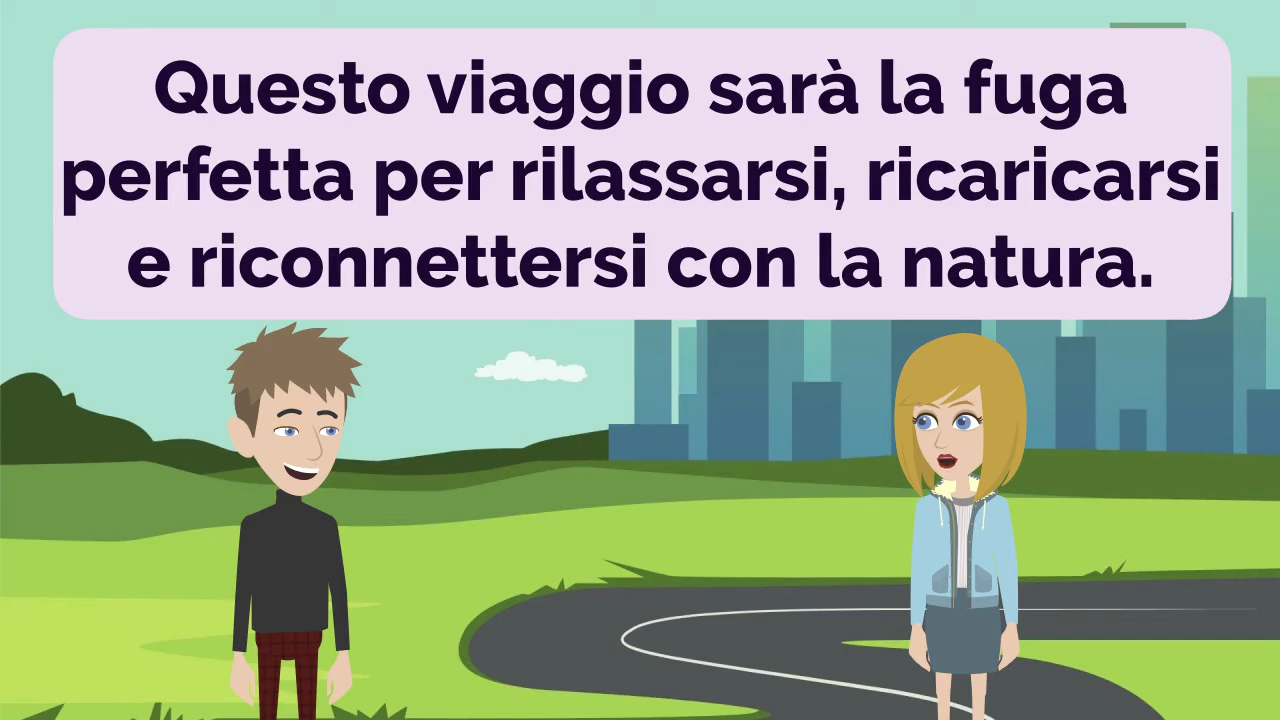 Questo viaggio sarà la fuga
perfetta per rilassarsi, ricaricarsi
e riconnettersi con la natura.